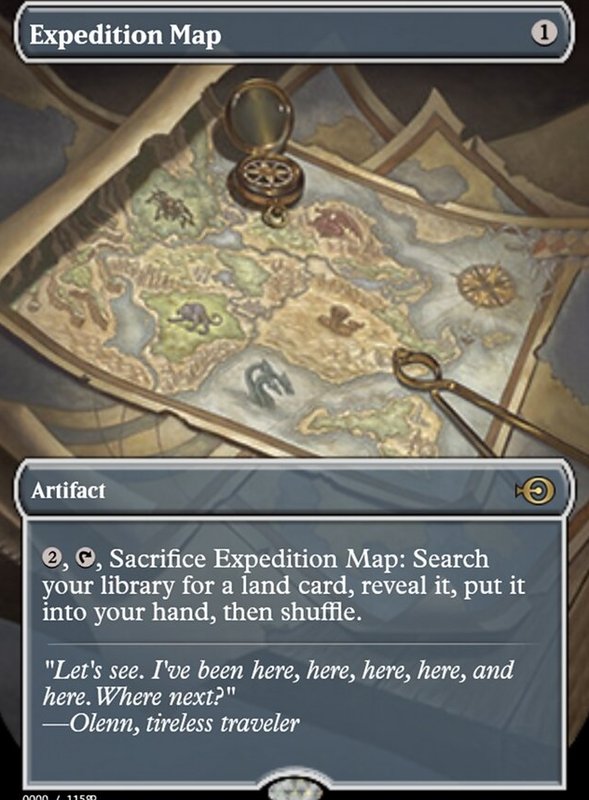 Expedition Map 1
Artifact
2, , Sacrifice Expedition Map: Search
your library for a land card, reveal it, put it
into your hand, then shuffle.
"Let's see. I've been here, here, here, here, and
here. Where next?"
—Olenn, tireless traveler